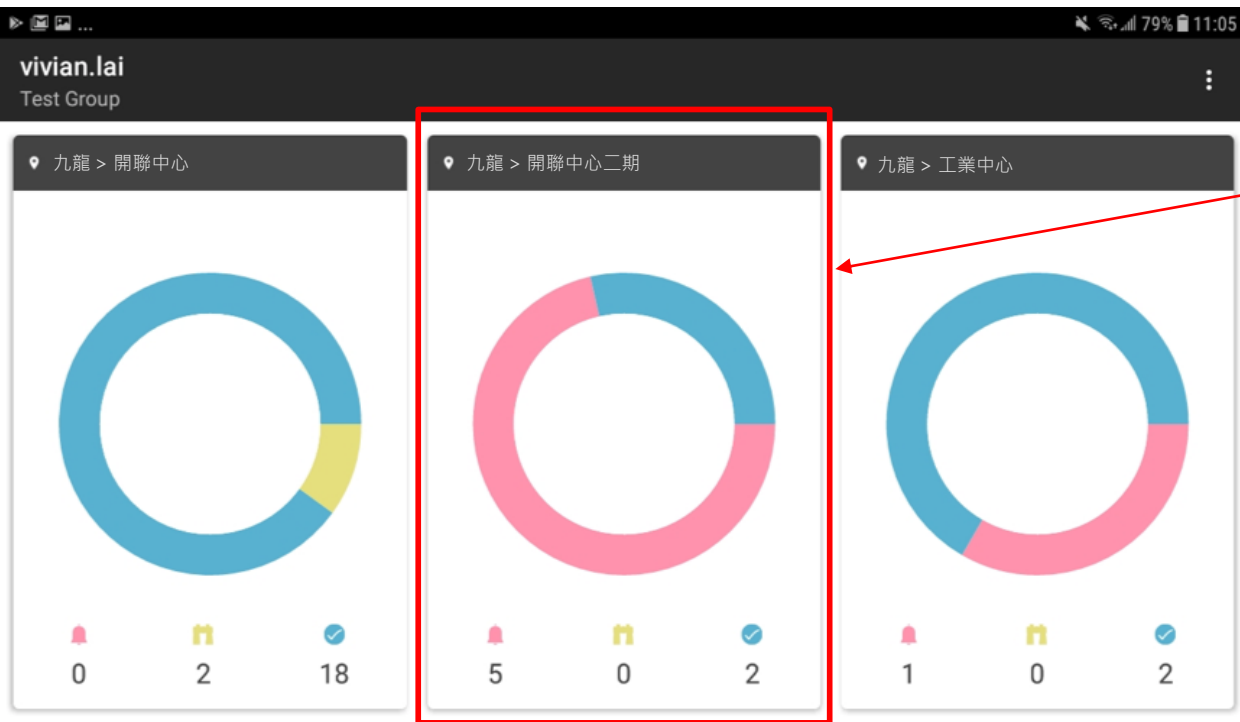 ... 79% 11:05
vivian.lai
Test Group
九龍 > 開聯中心
九龍 > 開聯中心二期
九龍 > 工業中心
0 2 18
5 0 2
1 0 2